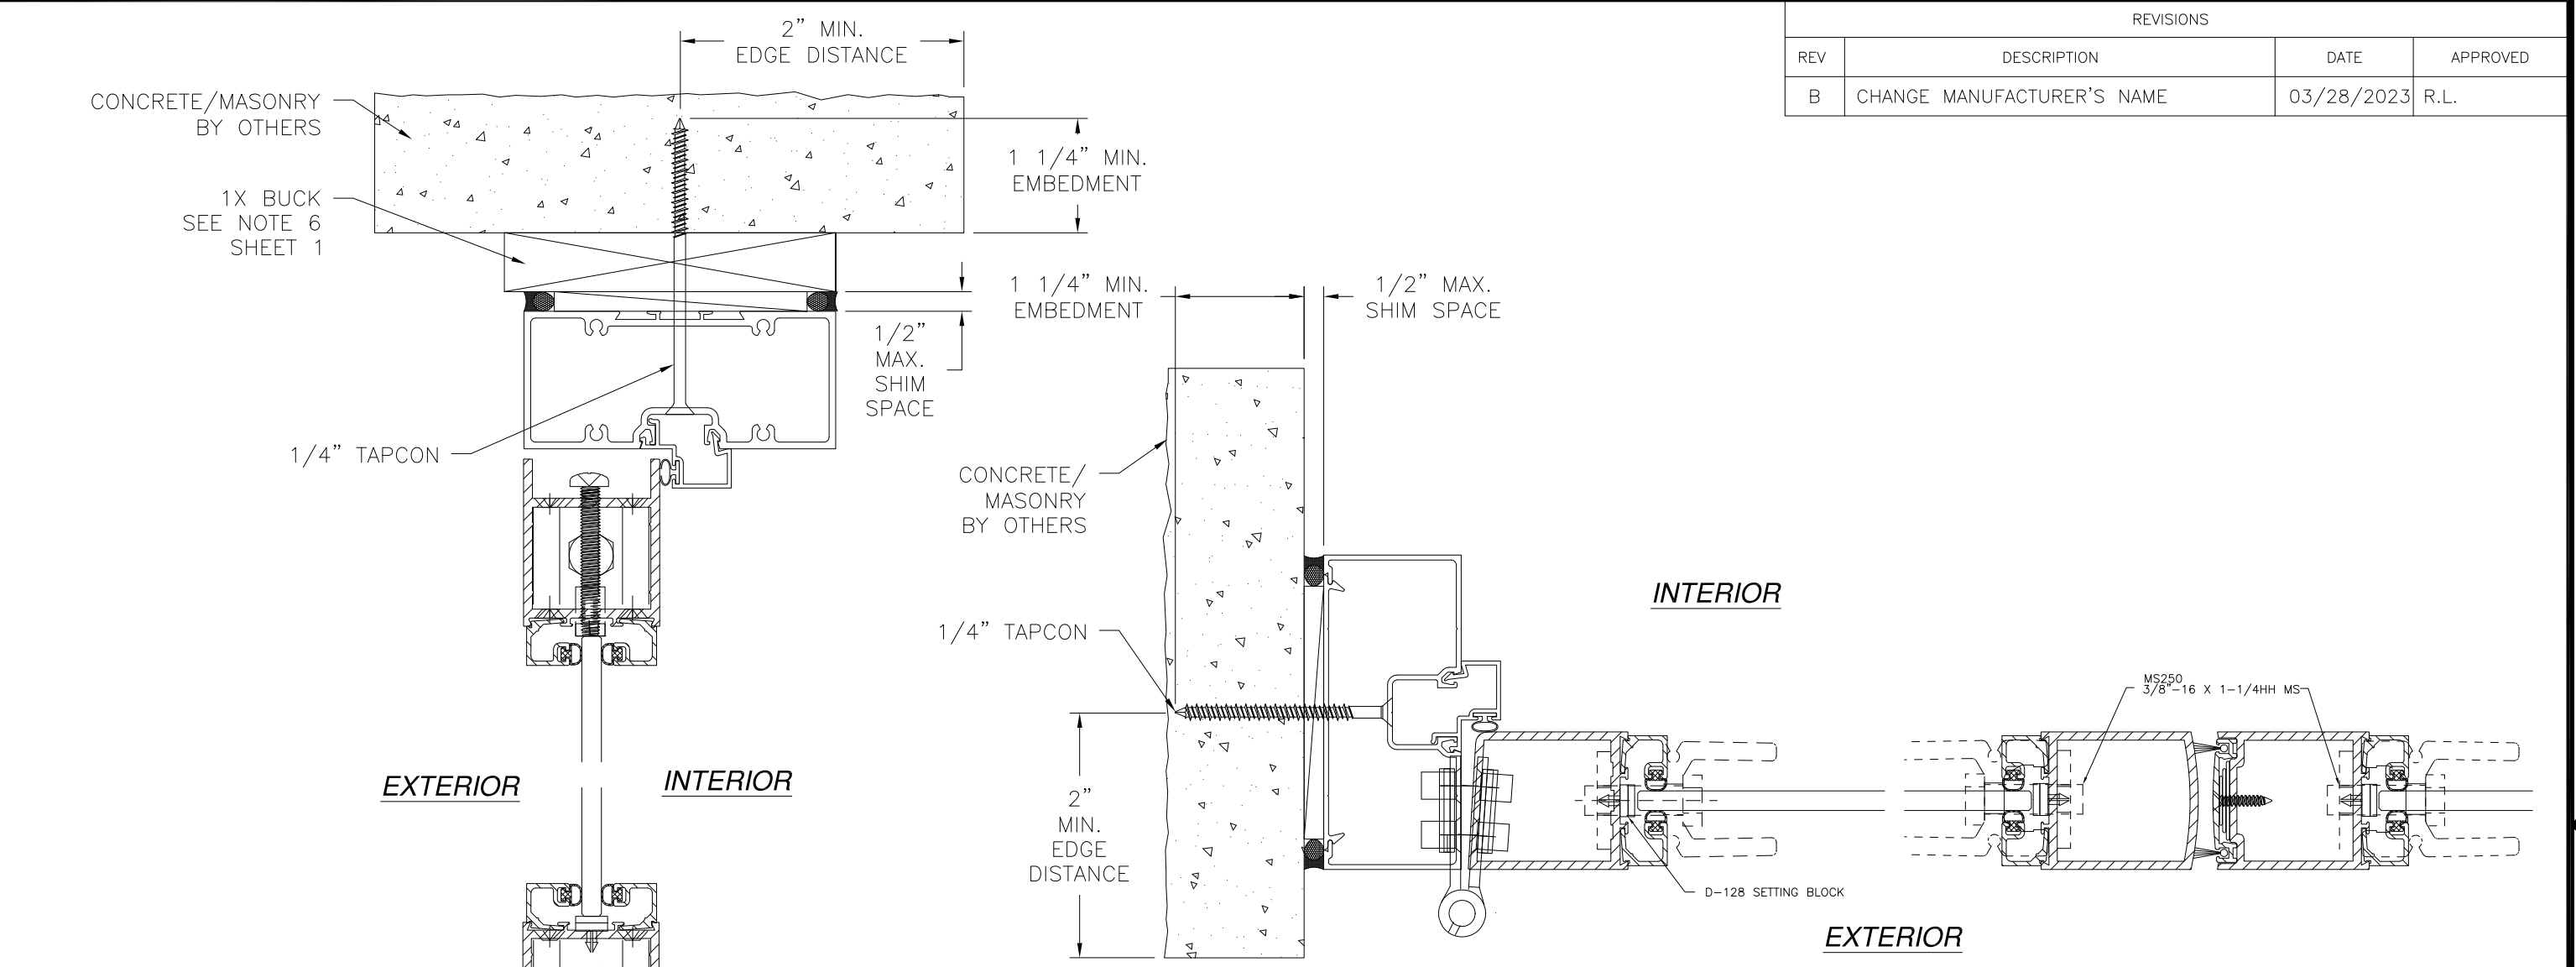 REVISIONS
REV DESCRIPTION DATE APPROVED
B CHANGE MANUFACTURER'S NAME 03/28/2023 R.L.
2" MIN.
EDGE DISTANCE
CONCRETE/MASONRY
BY OTHERS
1 1/4" MIN.
EMBEDMENT
1X BUCK
SEE NOTE 6
SHEET 1
1/2"
MAX.
SHIM
SPACE
1/4" TAPCON
EXTERIOR
INTERIOR
1 1/4" MIN.
EMBEDMENT
1/2" MAX.
SHIM SPACE
CONCRETE/
MASONRY
BY OTHERS
INTERIOR
1/4" TAPCON
MS250
3/8"-16 X 1-1/4HH MS
2"
MIN.
EDGE
DISTANCE
D-128 SETTING BLOCK
EXTERIOR